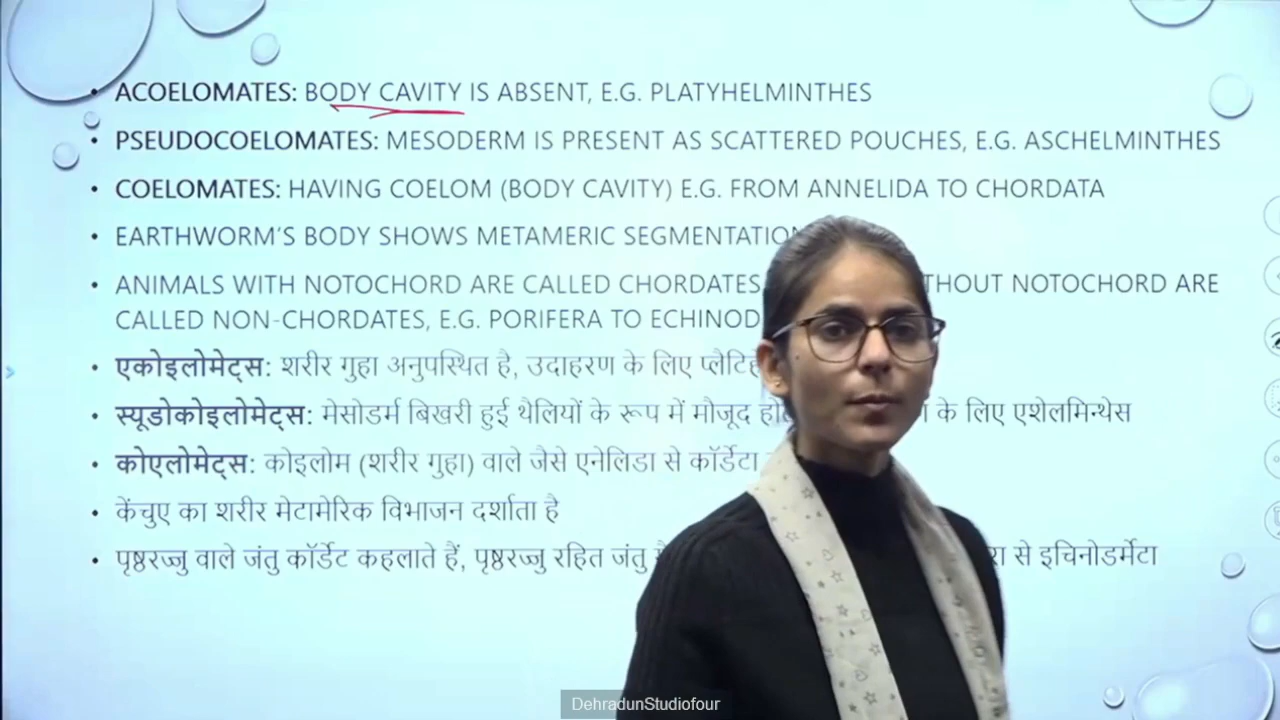 • ACOELOMATES: BODY CAVITY IS ABSENT, E.G. PLATYHELMINTHES
• PSEUDOCOELOMATES: MESODERM IS PRESENT AS SCATTERED POUCHES, E.G. ASCHELMINTHES
• COELOMATES: HAVING COELOM (BODY CAVITY) E.G. FROM ANNELIDA TO CHORDATA
• EARTHWORM'S BODY SHOWS METAMERIC SEGMENTATION
• ANIMALS WITH NOTOCHORD ARE CALLED CHORDATES NOTOCHORD ARE
CALLED NON-CHORDATES, E.G. PORIFERA TO
• एकोइलोमेट्स: शरीर गुहा अनुपस्थित है, उदाहरण के लिए
• स्यूडोकोइलोमेट्स: मेसोडर्म बिखरी हुई थैलियों के रूप में मौजूद के लिए एशेलमिन्थेस
• कोएलोमेट्स: कोइलोम (शरीर गुहा) वाले जैसे एनेलिडा से कॉर्डेटा
• केंचुए का शरीर मेटामेरिक विभाजन दर्शाता है
• पृष्ठरज्जु वाले जंतु कॉर्डेट कहलाते हैं, पृष्ठरज्जु रहित जंतु से इचिनोडर्मेटा
DehradunStudiofour